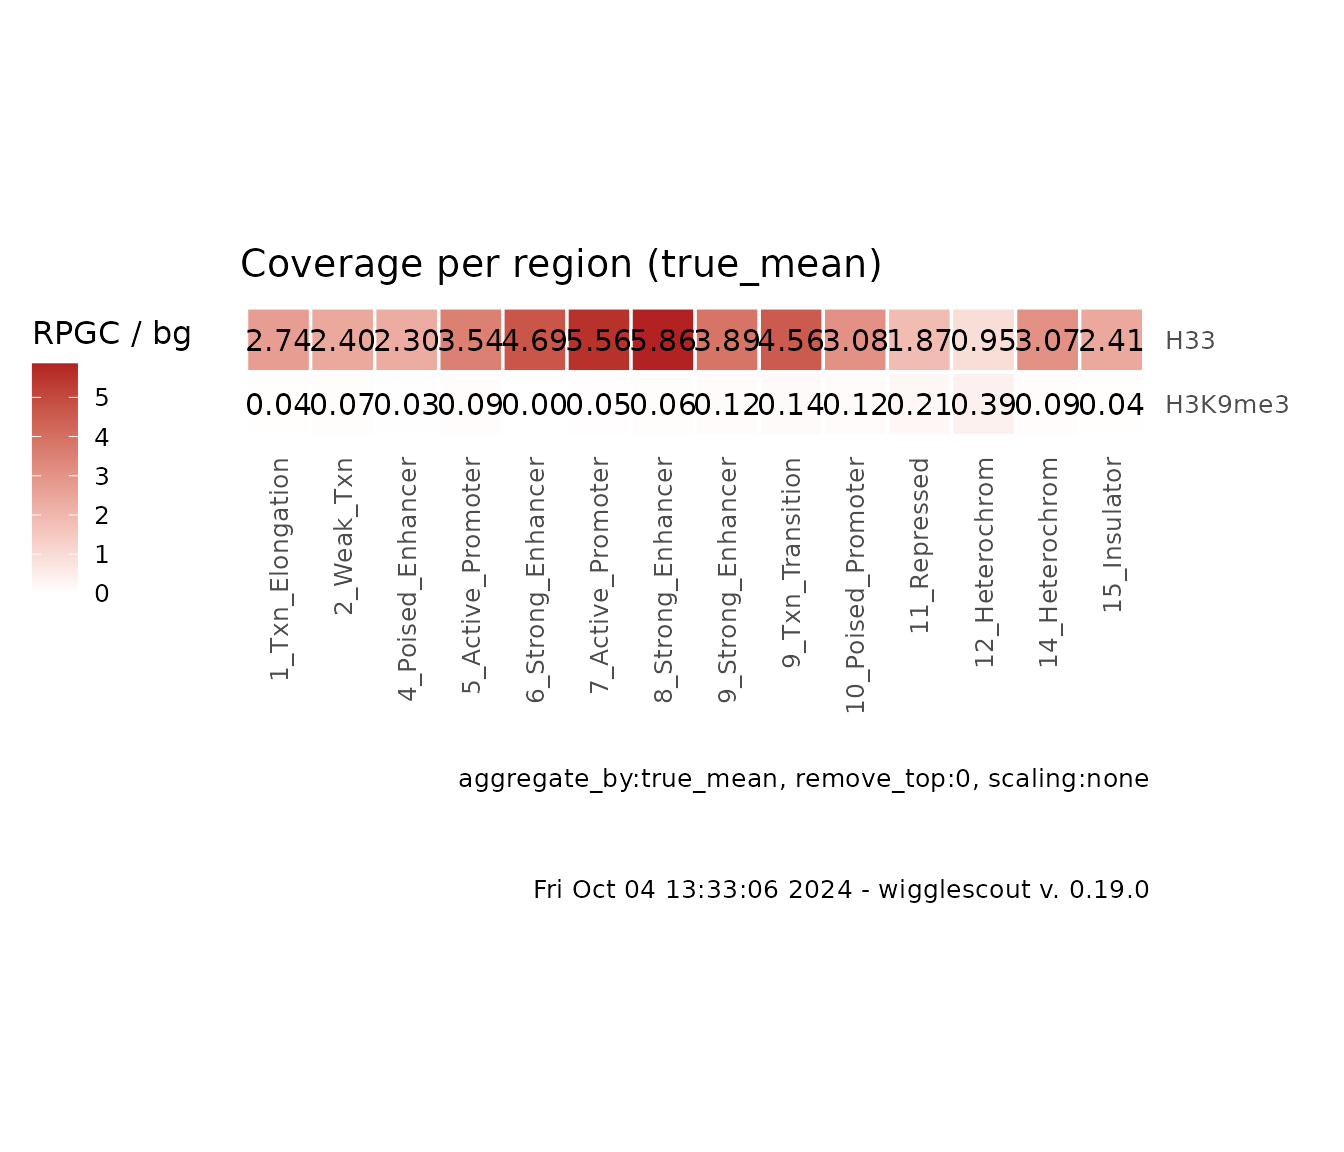 Coverage per region (true_mean)
RPGC / bg
5
4
3
2
1
0
2.74 2.40 2.30 3.54 4.69 5.56 5.86 3.89 4.56 3.08 1.87 0.95 3.07 2.41 H33
0.04 0.07 0.03 0.09 0.00 0.05 0.06 0.12 0.14 0.12 0.21 0.39 0.09 0.04 H3K9me3
1_Txn_Elongation
2_Weak_Txn
4_Poised_Enhancer
5_Active_Promoter
6_Strong_Enhancer
7_Active_Promoter
8_Strong_Enhancer
9_Strong_Enhancer
9_Txn_Transition
10_Poised_Promoter
11_Repressed
12_Heterochrom
14_Heterochrom
15_Insulator
aggregate_by:true_mean, remove_top:0, scaling:none
Fri Oct 04 13:33:06 2024 - wigglescout v. 0.19.0